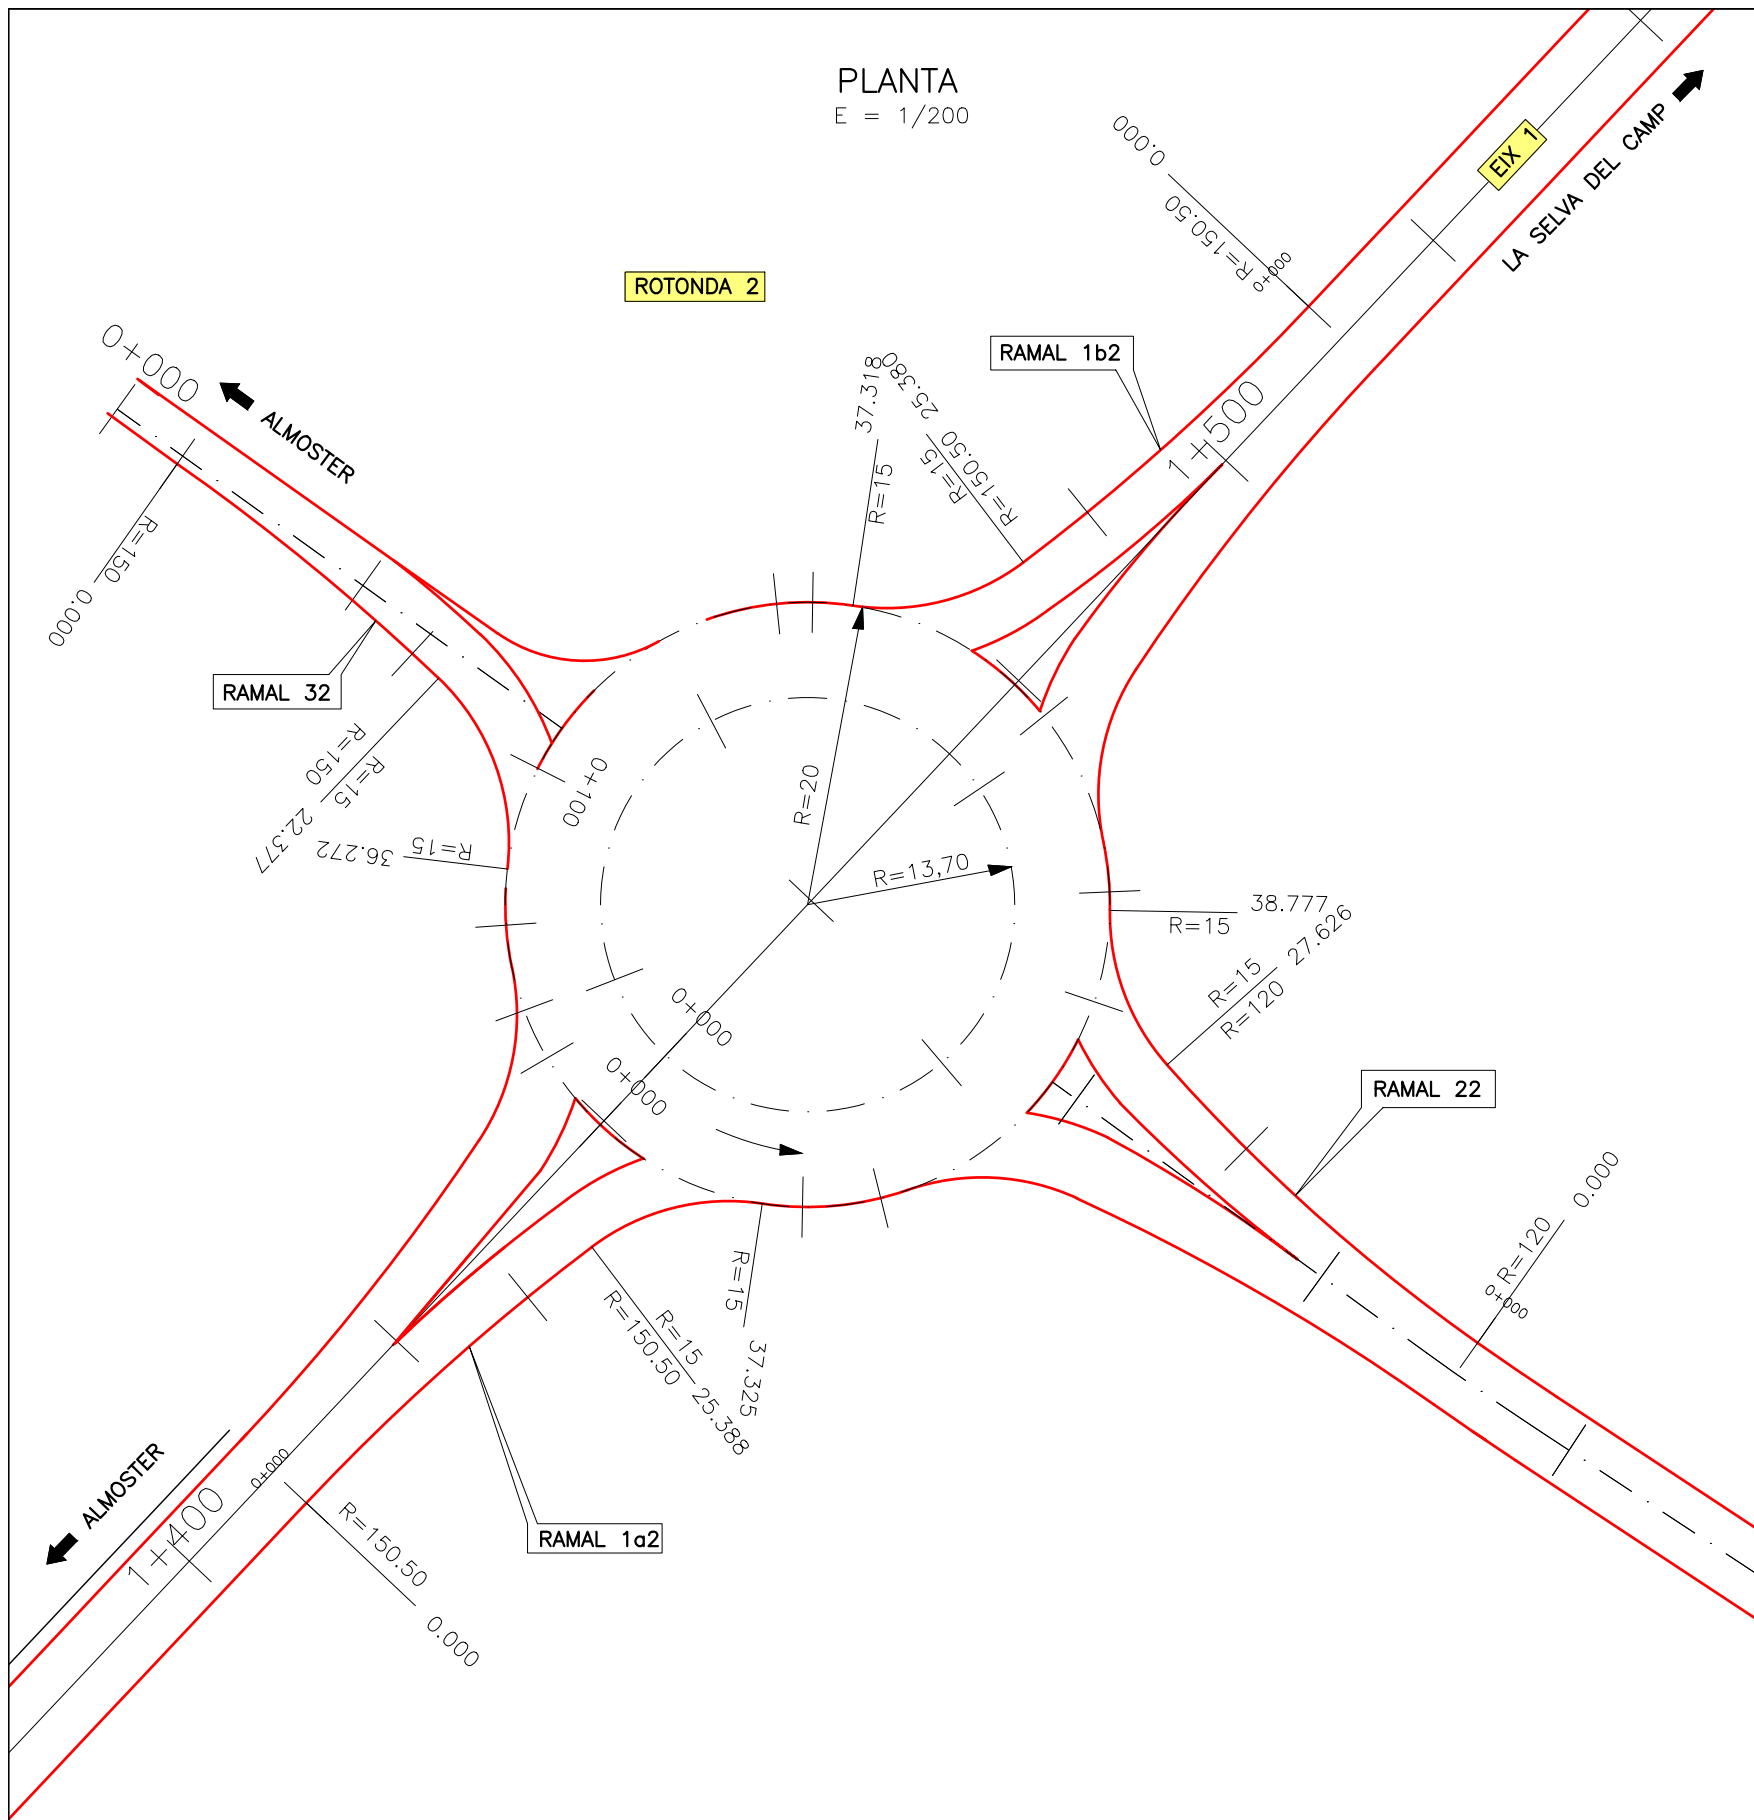 PLANTA
E = 1/200
ROTONDA 2
EIX 1
LA SELVA DEL CAMP
0.000
R=150.50
0+000
RAMAL 1b2
1+500
37.318
R=15
25.380
R=15
R=150.50
0+000
ALMOSTER
R=150
0.000
RAMAL 32
R=15
R=150
22.377
R=15
36.272
0+100
R=20
R=13,70
38.777
R=15
R=15
27.626
R=120
RAMAL 22
0.000
R=120
0+000
0+000
0+000
R=15
37.325
R=15
R=150.50
25.388
RAMAL 1a2
ALMOSTER
1+400
0+000
R=150.50
0.000